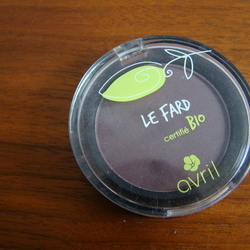 LE FARD
certifié BIO
avril